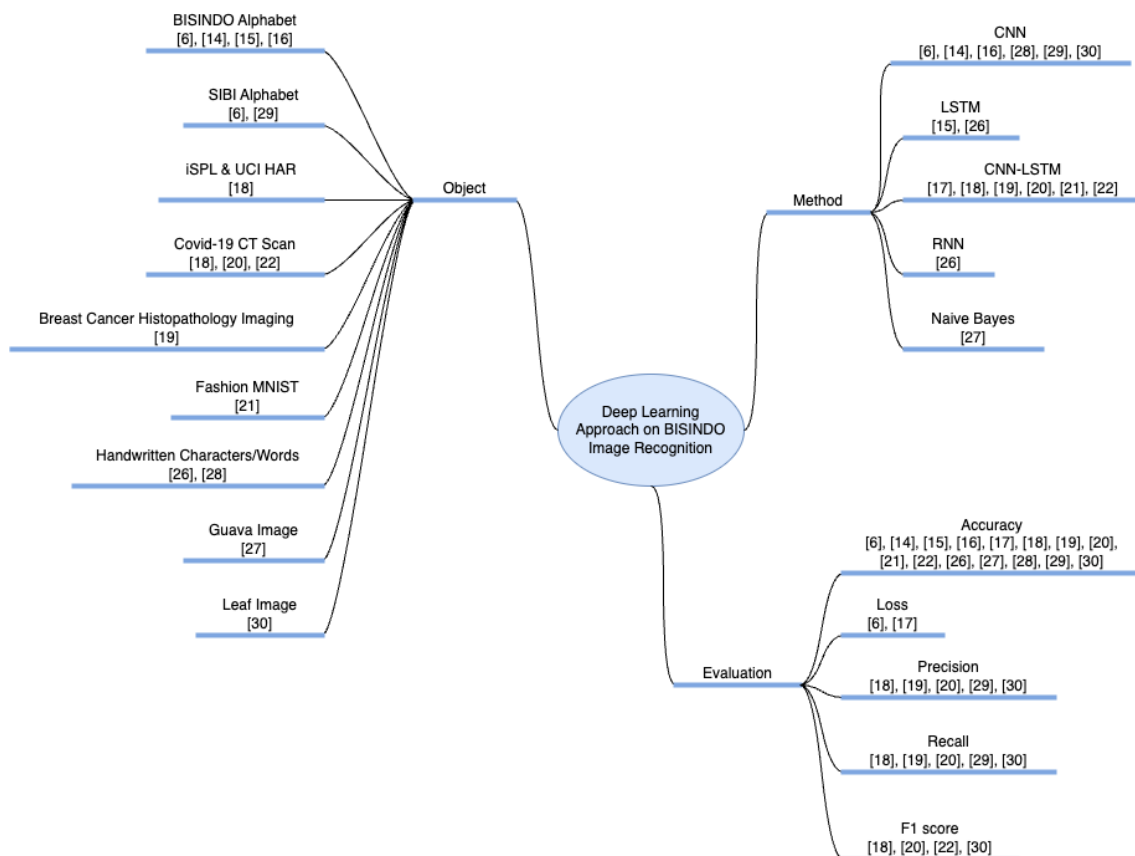 BISINDO Alphabet
[6], [14], [15], [16]
SIBI Alphabet
[6], [29]
iSPL & UCI HAR
[18]
Covid-19 CT Scan
[18], [20], [22]
Breast Cancer Histopathology Imaging
[19]
Fashion MNIST
[21]
Handwritten Characters/Words
[26], [28]
Guava Image
[27]
Leaf Image
[30]
Object
Deep Learning
Approach on BISINDO
Image Recognition
Method
CNN
[6], [14], [16], [28], [29], [30]
LSTM
[15], [26]
CNN-LSTM
[17], [18], [19], [20], [21], [22]
RNN
[26]
Naive Bayes
[27]
Evaluation
Accuracy
[6], [14], [15], [16], [17], [18], [19], [20],
[21], [22], [26], [27], [28], [29], [30]
Loss
[6], [17]
Precision
[18], [19], [20], [29], [30]
Recall
[18], [19], [20], [29], [30]
F1 score
[18], [20], [22], [30]